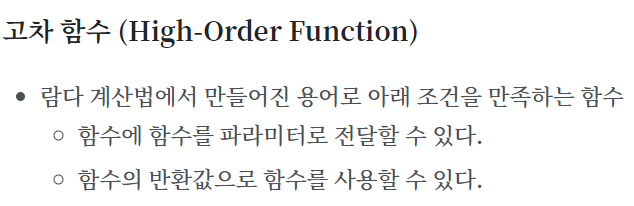 고차 함수 (High-Order Function)
람다 계산법에서 만들어진 용어로 아래 조건을 만족하는 함수
함수에 함수를 파라미터로 전달할 수 있다.
함수의 반환값으로 함수를 사용할 수 있다.